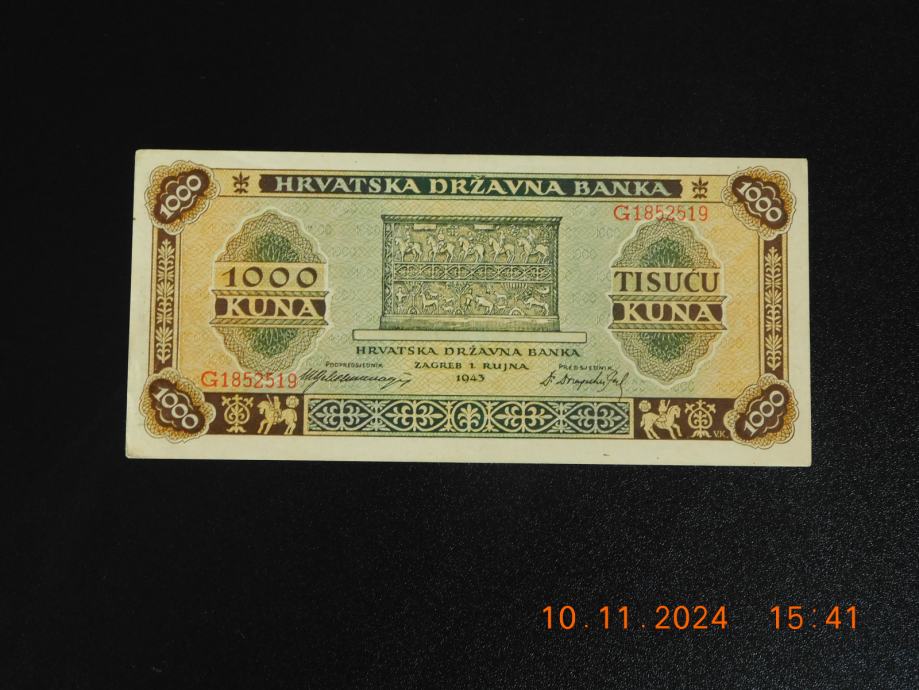 HRVATSKA DRŽAVNA BANKA
1000
1000
G1852519
1000
KUNA
TISUĆU
KUNA
HRVATSKA DRŽAVNA BANKA
ZAGREB 1. RUJNA
1943
PODPREDSJEDNIK
PREDSJEDNIK
G1852519
1000
1000
V.K.
10.11.2024 15:41